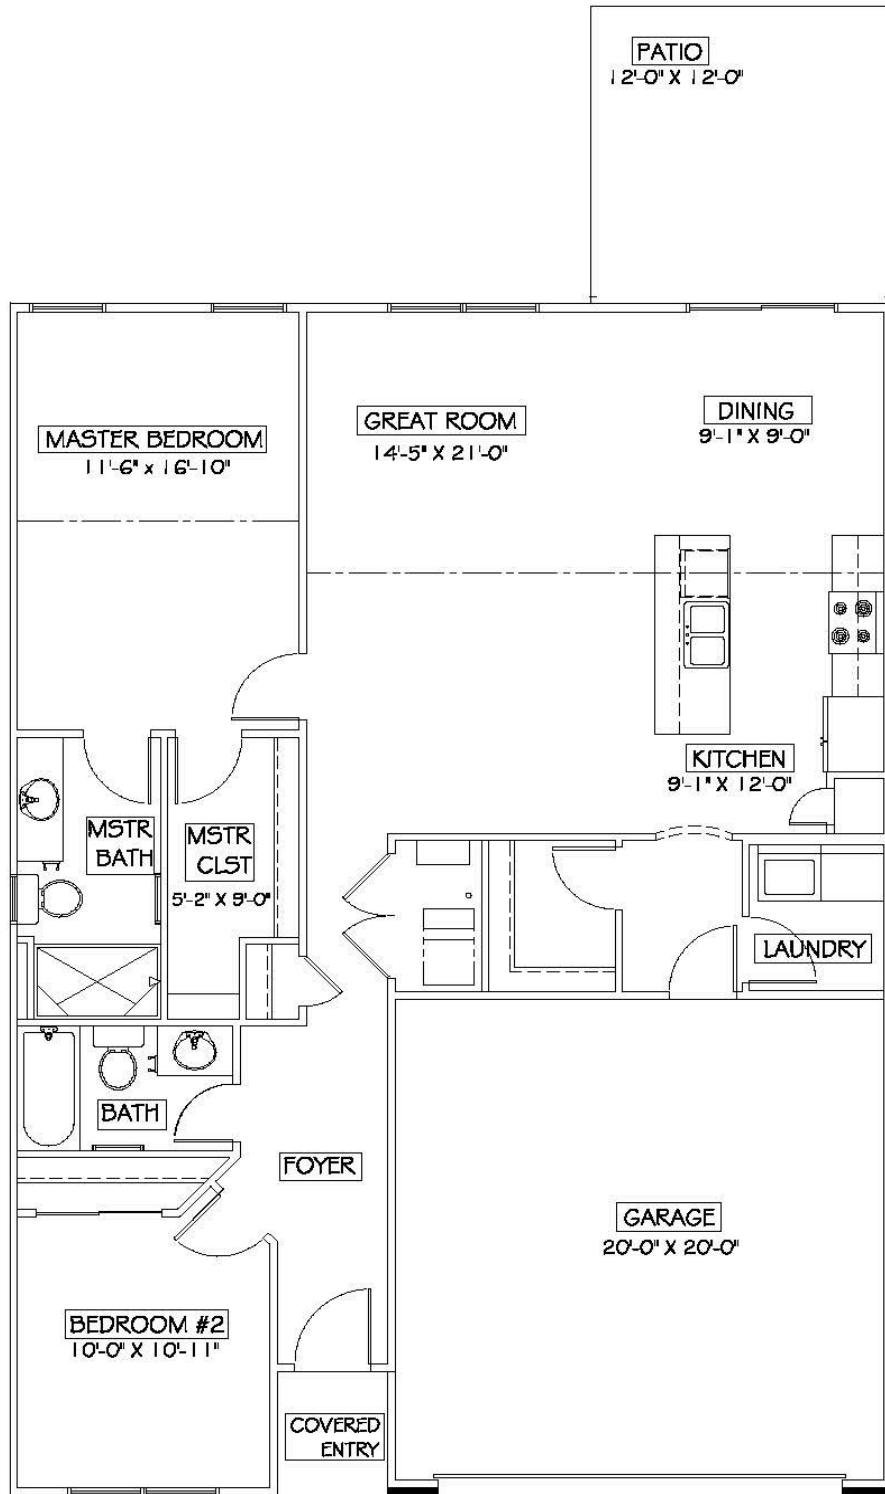 PATIO
12'-0" X 12'-0"
MASTER BEDROOM
11'-6" x 16'-10"
GREAT ROOM
14'-5" X 21'-0"
DINING
9'-1" X 9'-0"
KITCHEN
9'-1" X 12'-0"
MSTR
BATH
MSTR
CLST
5'-2" X 9'-0"
LAUNDRY
BATH
FOYER
GARAGE
20'-0" X 20'-0"
BEDROOM #2
10'-0" X 10'-11"
COVERED
ENTRY